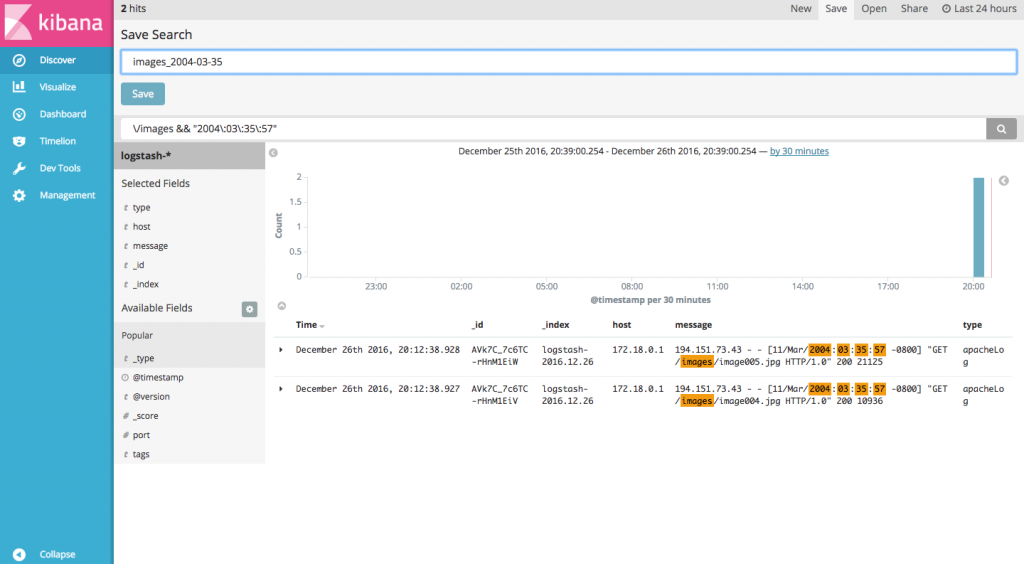 kibana
Discover
Visualize
Dashboard
Timelion
Dev Tools
Management
Collapse
2 hits
New Save Open Share Last 24 hours
Save Search
images_2004-03-35
Save
\/images && "2004\:03\:35\:57"
logstash-*
Selected Fields
t type
t host
t message
t _id
t _index
Available Fields
Popular
t _type
@timestamp
t @version
# _score
# port
t tags
December 25th 2016, 20:39:00.254 - December 26th 2016, 20:39:00.254 — by 30 minutes
Count
2
1.5
1
0.5
0
23:00 02:00 05:00 08:00 11:00 14:00 17:00 20:00
@timestamp per 30 minutes
Time _id _index host message type
December 26th 2016, 20:12:38.928 AVk7C_7c6TC logstash- 172.18.0.1 194.151.73.43 - - [11/Mar/2004:03:35:57 -0800] "GET apacheLo
-rHnM1EiW 2016.12.26 /images/image005.jpg HTTP/1.0" 200 21125 g
December 26th 2016, 20:12:38.927 AVk7C_7c6TC logstash- 172.18.0.1 194.151.73.43 - - [11/Mar/2004:03:35:57 -0800] "GET apacheLo
-rHnM1EiV 2016.12.26 /images/image004.jpg HTTP/1.0" 200 10936 g